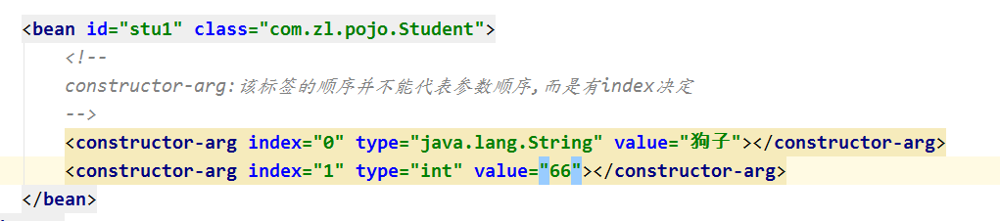 <bean id="stu1" class="com.zl.pojo.Student">
<!--
constructor-arg:该标签的顺序并不能代表参数顺序,而是有index决定
-->
<constructor-arg index="0" type="java.lang.String" value="狗子"></constructor-arg>
<constructor-arg index="1" type="int" value="66"></constructor-arg>
</bean>